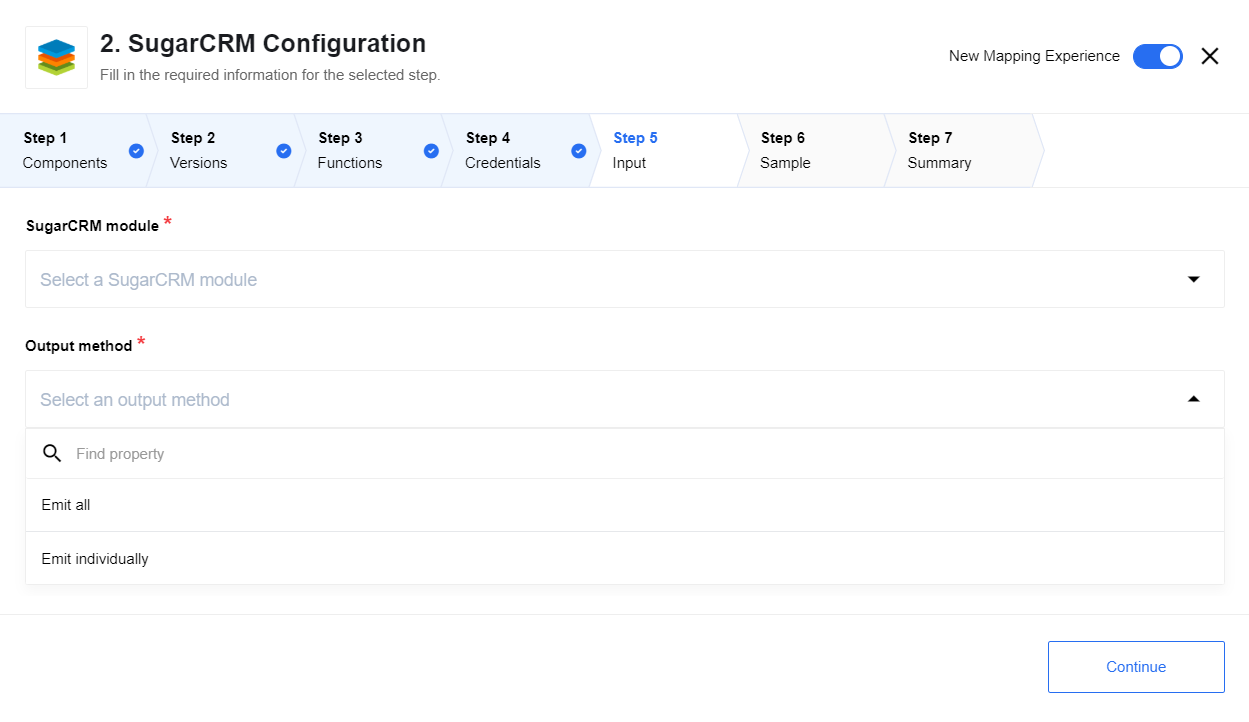 2. SugarCRM Configuration
Fill in the required information for the selected step.
New Mapping Experience
Step 1
Components
Step 2
Versions
Step 3
Functions
Step 4
Credentials
Step 5
Input
Step 6
Sample
Step 7
Summary
SugarCRM module *
Select a SugarCRM module
Output method *
Select an output method
Find property
Emit all
Emit individually
Continue